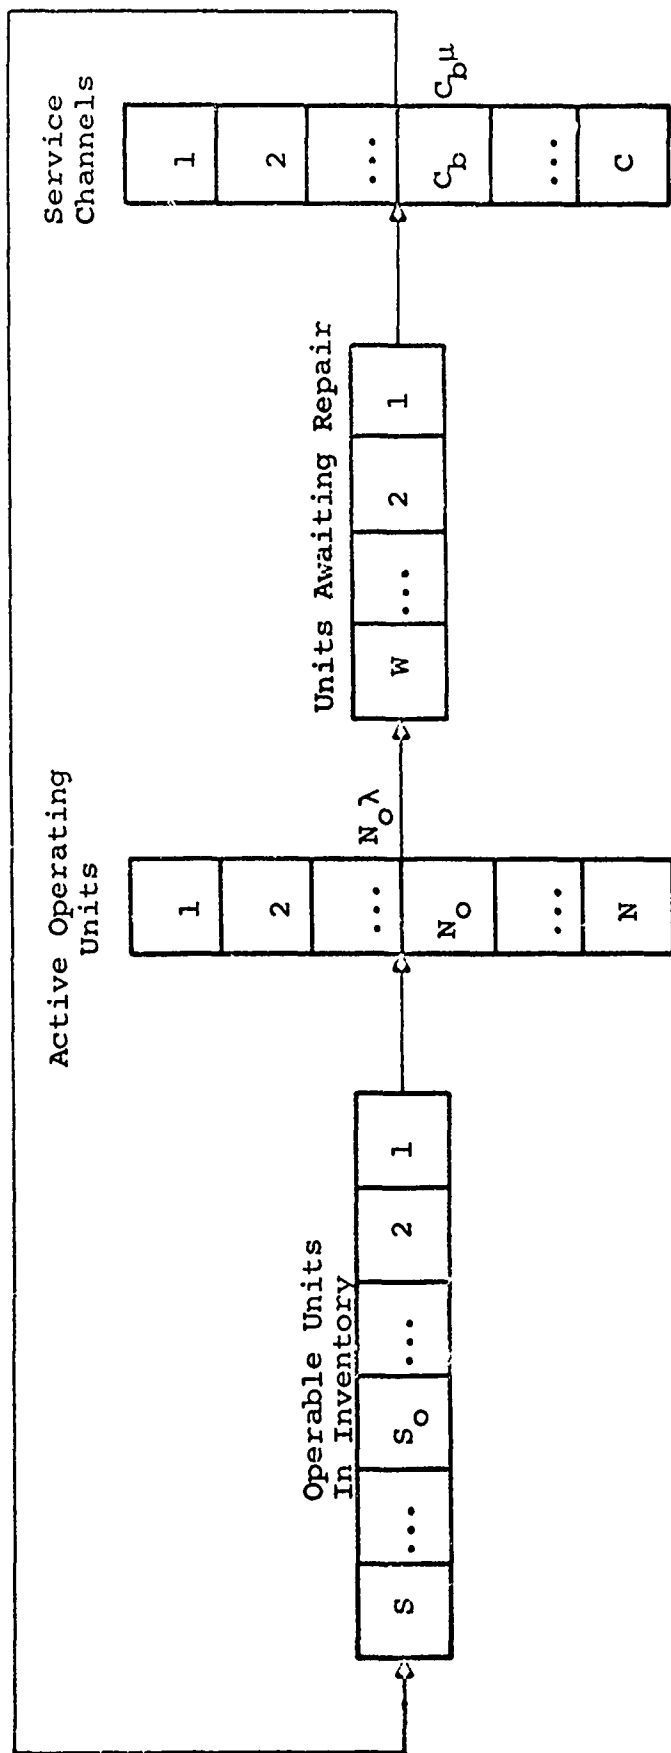 Operable Units
In Inventory
S
...
S_o
...
2
1
Active Operating
Units
1
2
...
N_o
...
N
N_oλ
Units Awaiting Repair
W
...
2
1
Service
Channels
1
2
...
C_b
...
C
C_bμ